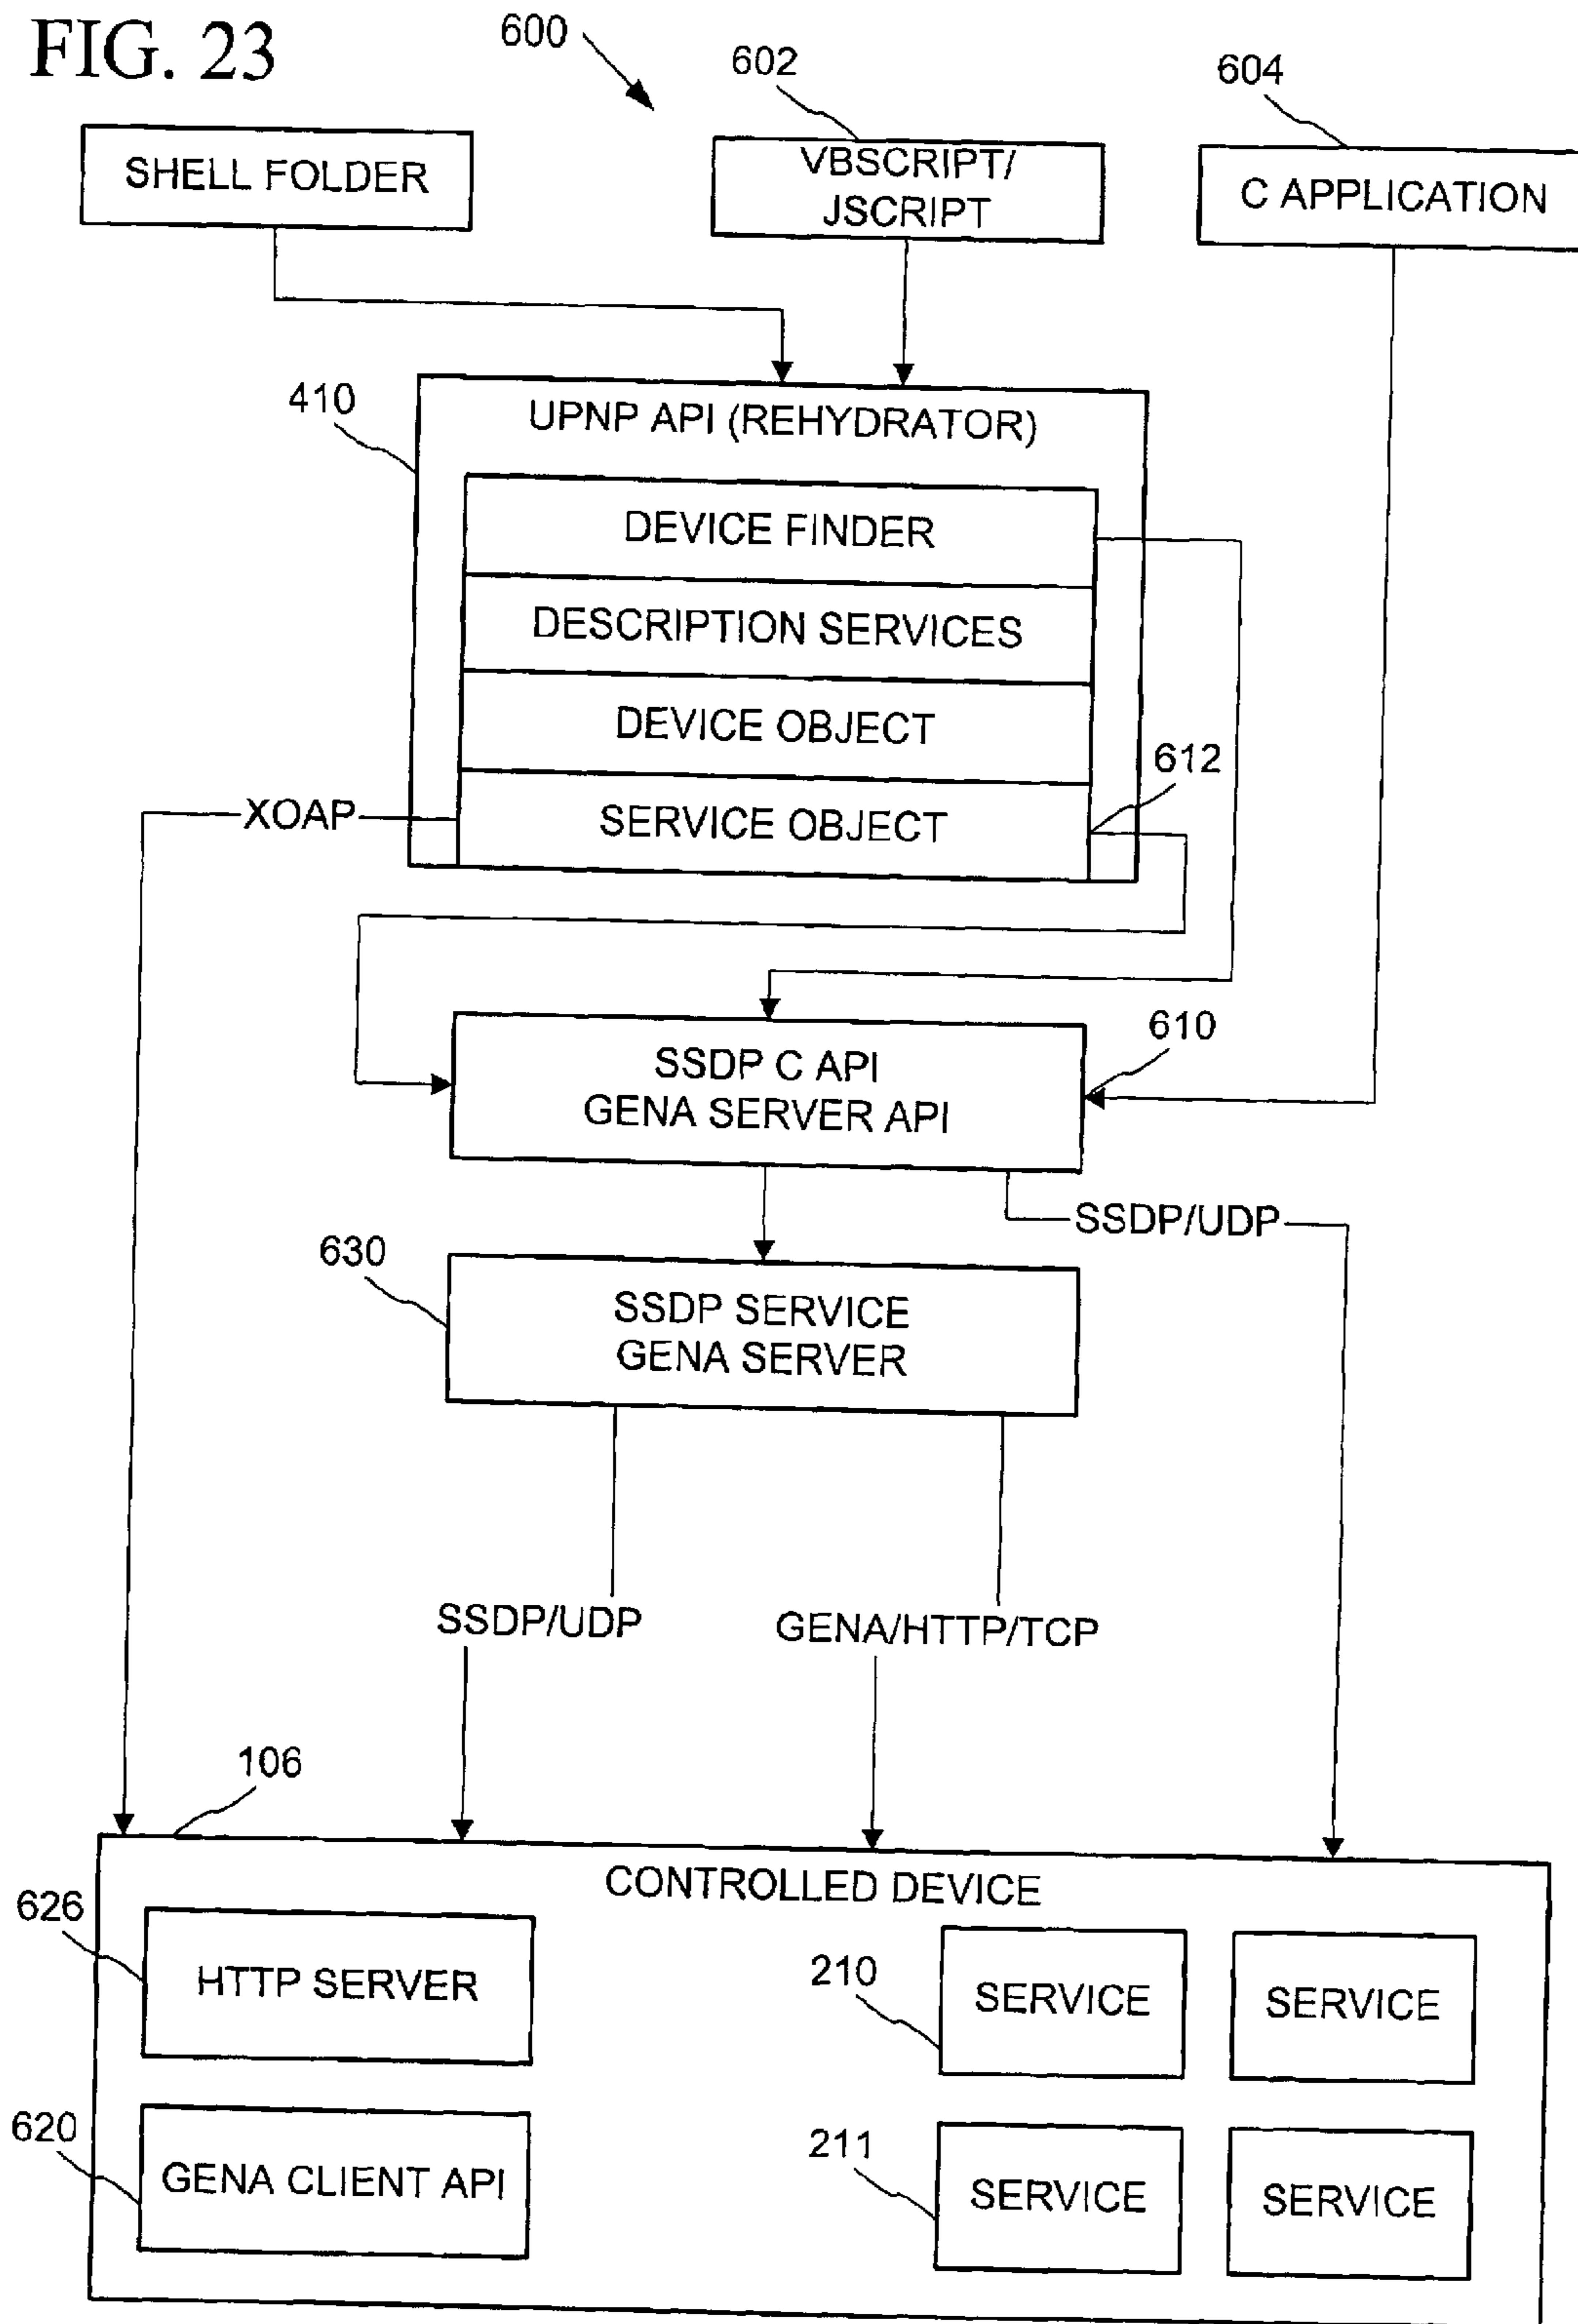 FIG. 23
600
602
604
SHELL FOLDER
VBSCRIPT/
JSCRIPT
C APPLICATION
410
UPNP API (REHYDRATOR)
DEVICE FINDER
DESCRIPTION SERVICES
DEVICE OBJECT
612
XOAP
SERVICE OBJECT
610
SSDP C API
GENA SERVER API
SSDP/UDP
630
SSDP SERVICE
GENA SERVER
SSDP/UDP
GENA/HTTP/TCP
106
CONTROLLED DEVICE
626
HTTP SERVER
210
SERVICE
SERVICE
620
GENA CLIENT API
211
SERVICE
SERVICE